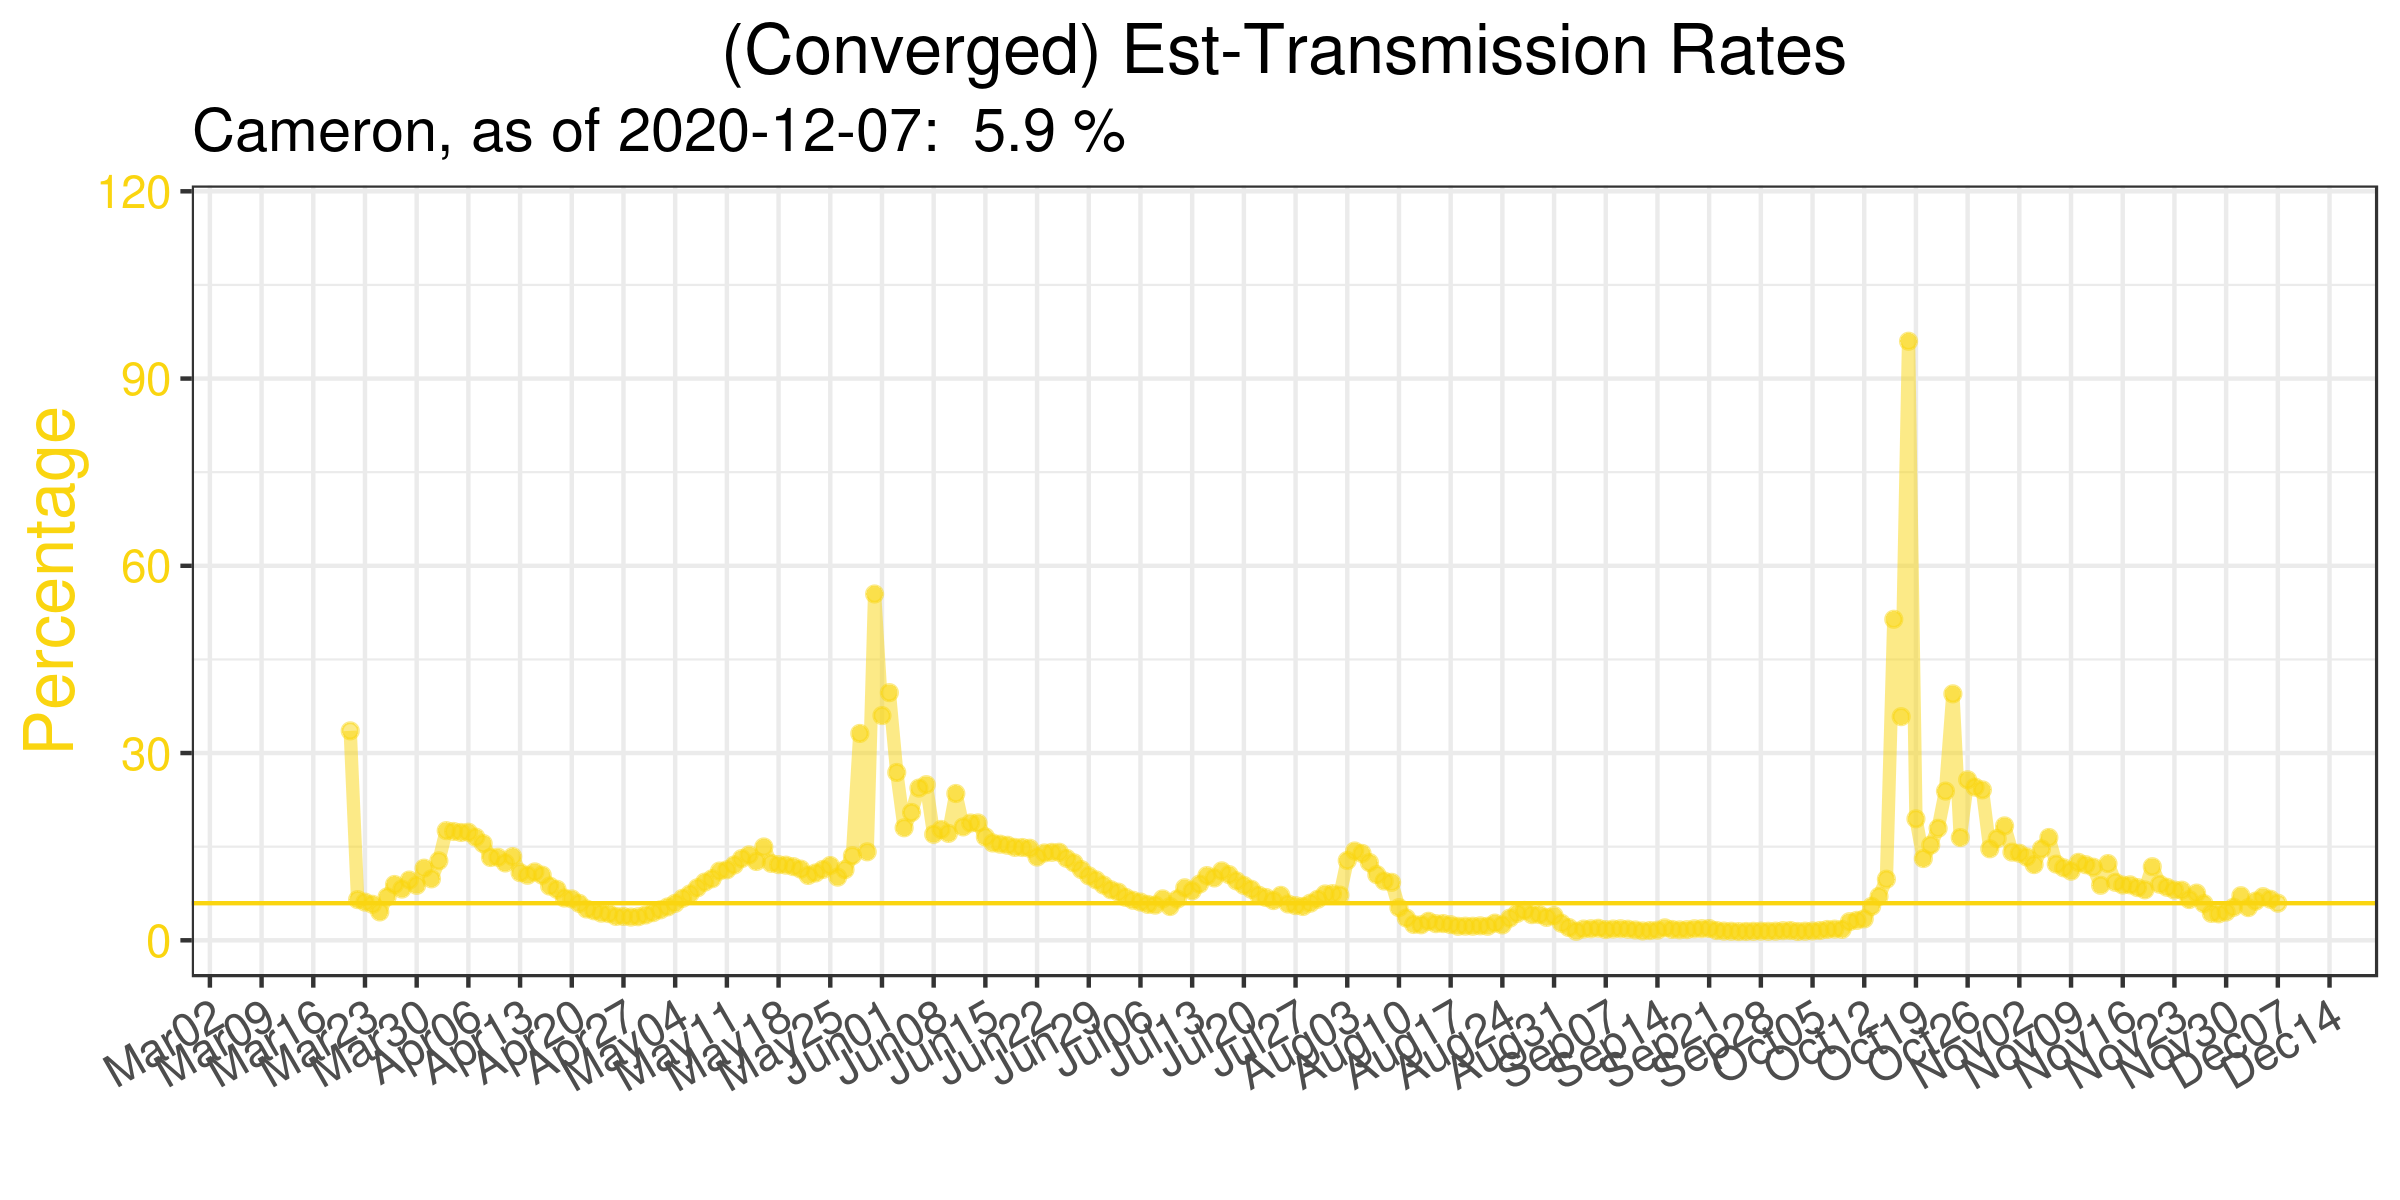 (Converged) Est-Transmission Rates
Cameron, as of 2020-12-07:  5.9 %
Percentage
120
90
60
30
0
Mar02
Mar09
Mar16
Mar23
Mar30
Apr06
Apr13
Apr20
Apr27
May04
May11
May18
May25
Jun01
Jun08
Jun15
Jun22
Jun29
Jul06
Jul13
Jul20
Jul27
Aug03
Aug10
Aug17
Aug24
Aug31
Sep07
Sep14
Sep21
Sep28
Oct05
Oct12
Oct19
Oct26
Nov02
Nov09
Nov16
Nov23
Nov30
Dec07
Dec14